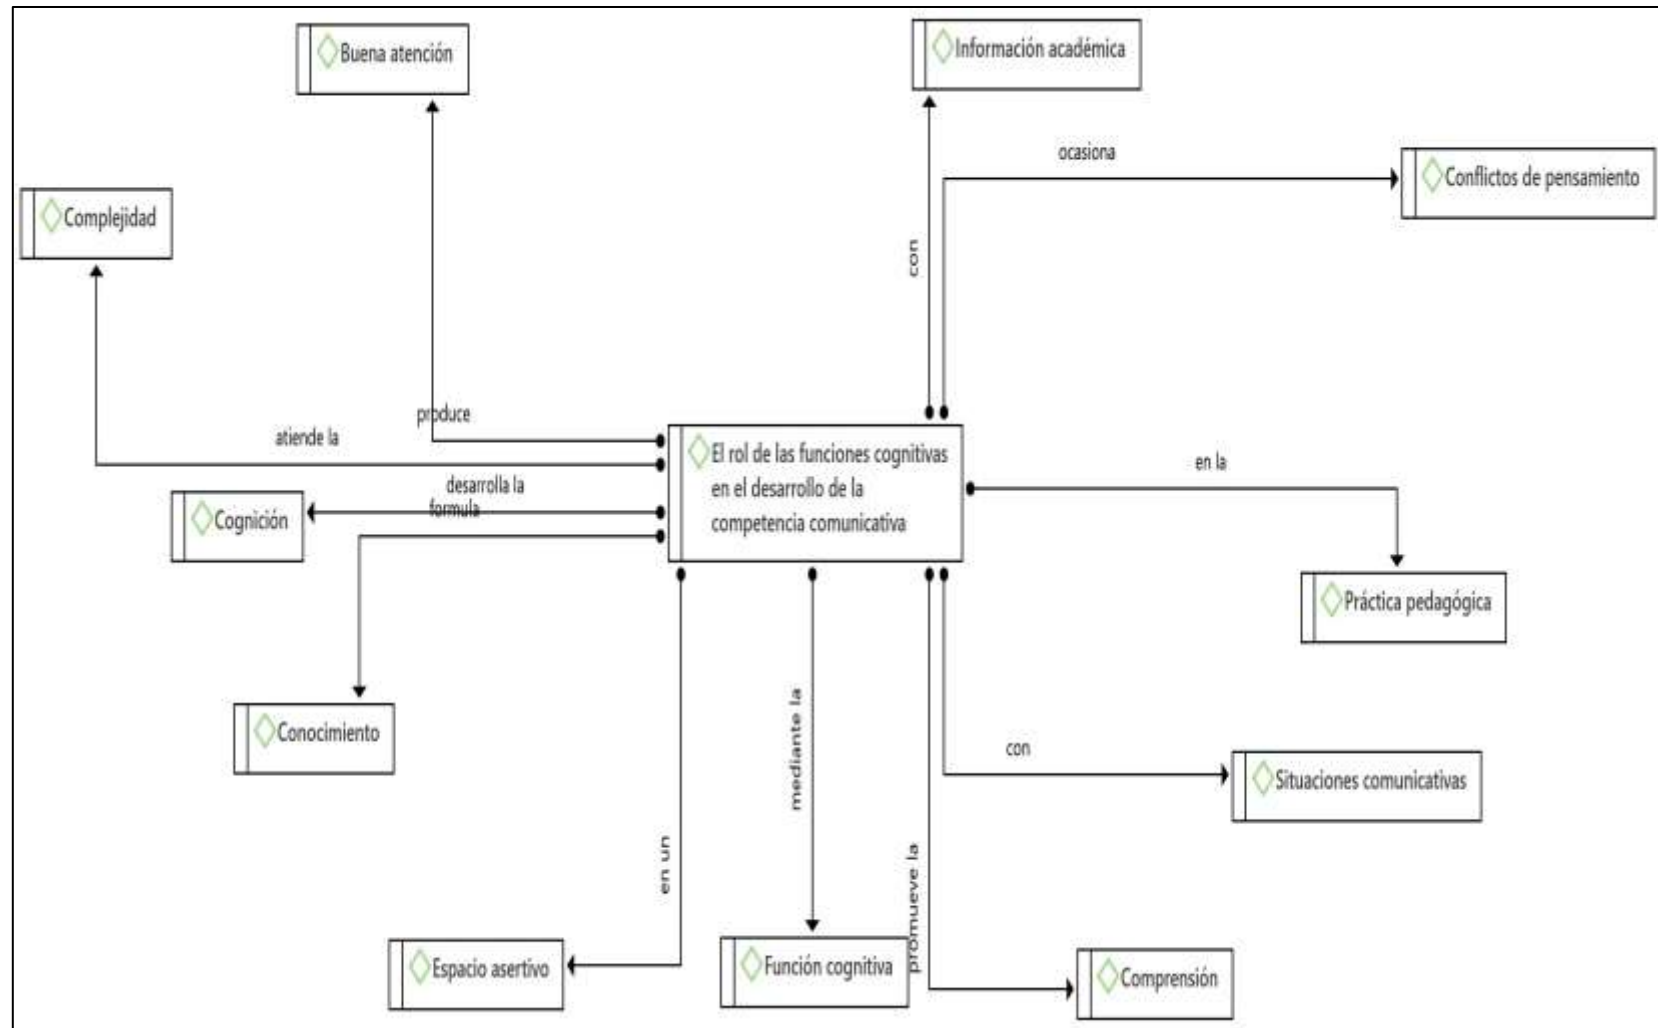 Buena atención
Información académica
ocasiona
Conflictos de pensamiento
Complejidad
con
produce
atiende la
El rol de las funciones cognitivas
en el desarrollo de la
competencia comunicativa
en la
desarrolla la
formula
Cognición
Práctica pedagógica
Conocimiento
mediante la
con
Situaciones comunicativas
en un
promueve la
Espacio asertivo
Función cognitiva
Comprensión